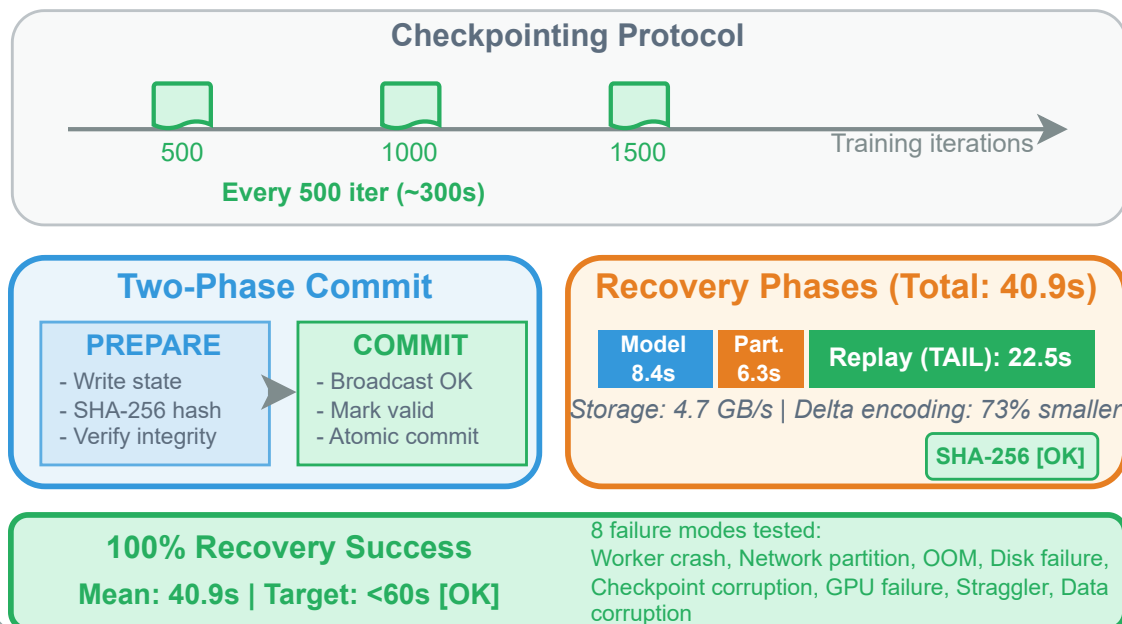 Checkpointing Protocol
500
1000
1500
Training iterations
Every 500 iter (~300s)
Two-Phase Commit
PREPARE
- Write state
- SHA-256 hash
- Verify integrity
COMMIT
- Broadcast OK
- Mark valid
- Atomic commit
Recovery Phases (Total: 40.9s)
Model
8.4s
Part.
6.3s
Replay (TAIL): 22.5s
Storage: 4.7 GB/s | Delta encoding: 73% smaller
SHA-256 [OK]
100% Recovery Success
Mean: 40.9s | Target: <60s [OK]
8 failure modes tested:
Worker crash, Network partition, OOM, Disk failure,
Checkpoint corruption, GPU failure, Straggler, Data
corruption